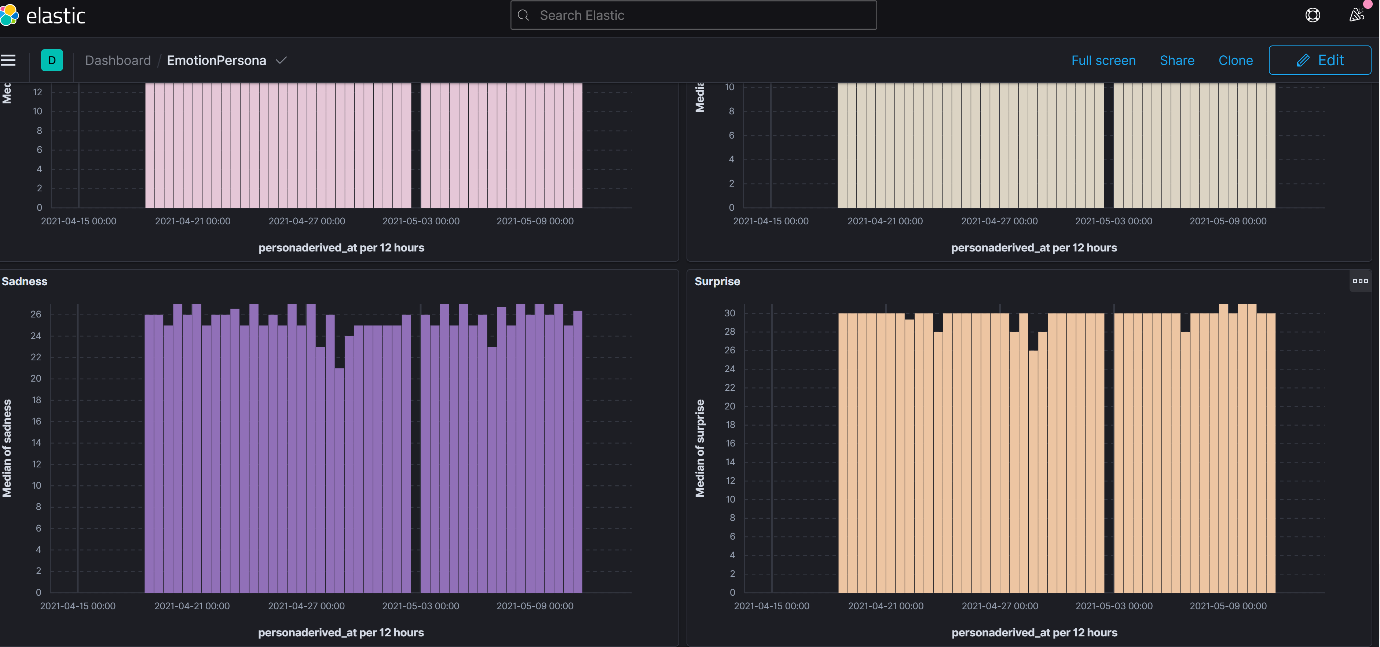 elastic
Search Elastic
D
Dashboard / EmotionPersona
Full screen
Share
Clone
Edit
12
10
8
6
4
2
0
2021-04-15 00:00 2021-04-21 00:00 2021-04-27 00:00 2021-05-03 00:00 2021-05-09 00:00
personaderived_at per 12 hours
10
8
6
4
2
0
2021-04-15 00:00 2021-04-21 00:00 2021-04-27 00:00 2021-05-03 00:00 2021-05-09 00:00
personaderived_at per 12 hours
Sadness
Median of sadness
26
24
22
20
18
16
14
12
10
8
6
4
2
0
2021-04-15 00:00 2021-04-21 00:00 2021-04-27 00:00 2021-05-03 00:00 2021-05-09 00:00
personaderived_at per 12 hours
Surprise
Median of surprise
30
28
26
24
22
20
18
16
14
12
10
8
6
4
2
0
2021-04-15 00:00 2021-04-21 00:00 2021-04-27 00:00 2021-05-03 00:00 2021-05-09 00:00
personaderived_at per 12 hours